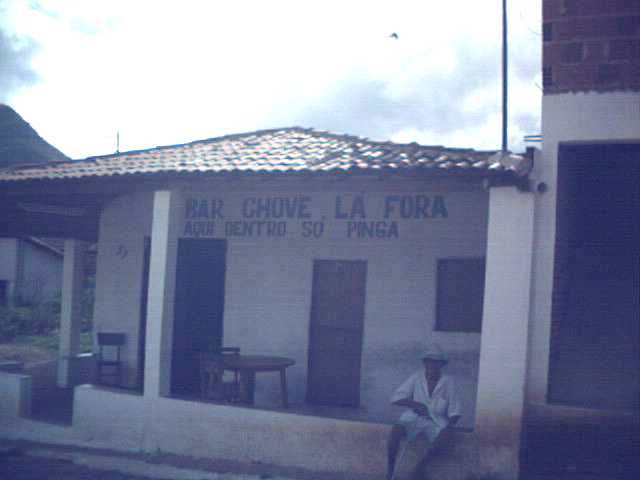 BAR CHOVE LÁ FORA
AQUI DENTRO SÓ PINGA